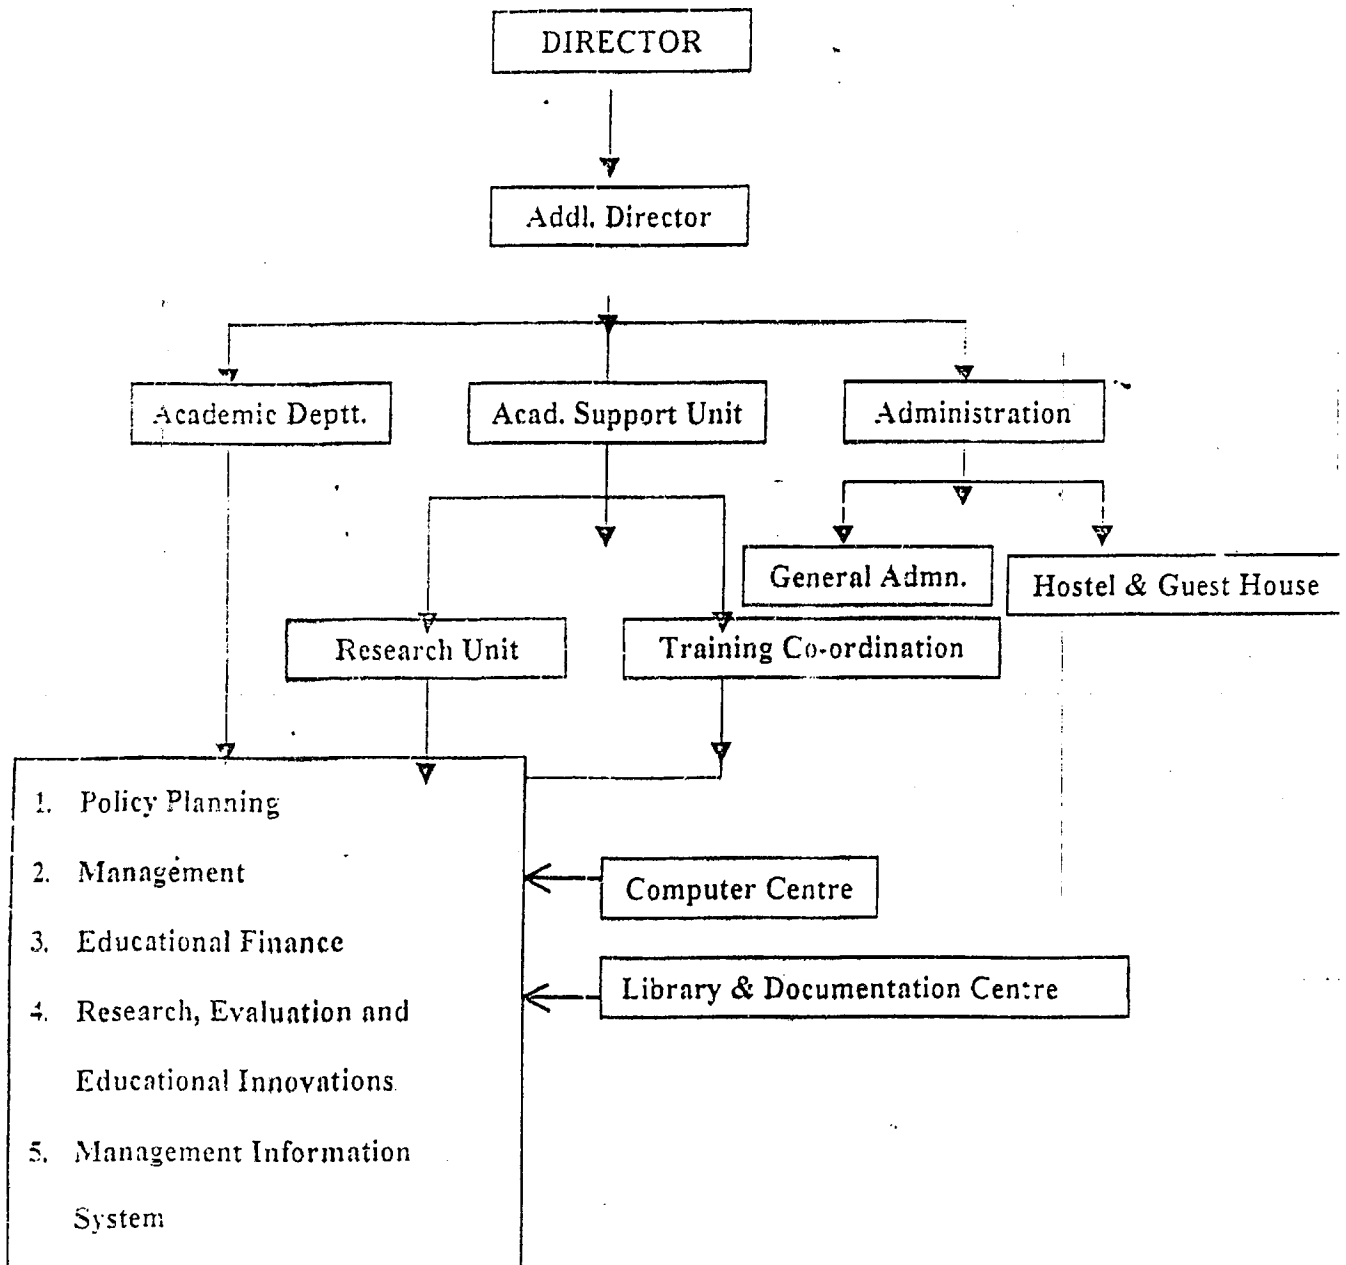 DIRECTOR
Addl. Director
Academic Deptt.
Acad. Support Unit
Administration
General Admn.
Hostel & Guest House
Research Unit
Training Co-ordination
1. Policy Planning
2. Management
3. Educational Finance
4. Research, Evaluation and
Educational Innovations
5. Management Information
System
Computer Centre
Library & Documentation Centre